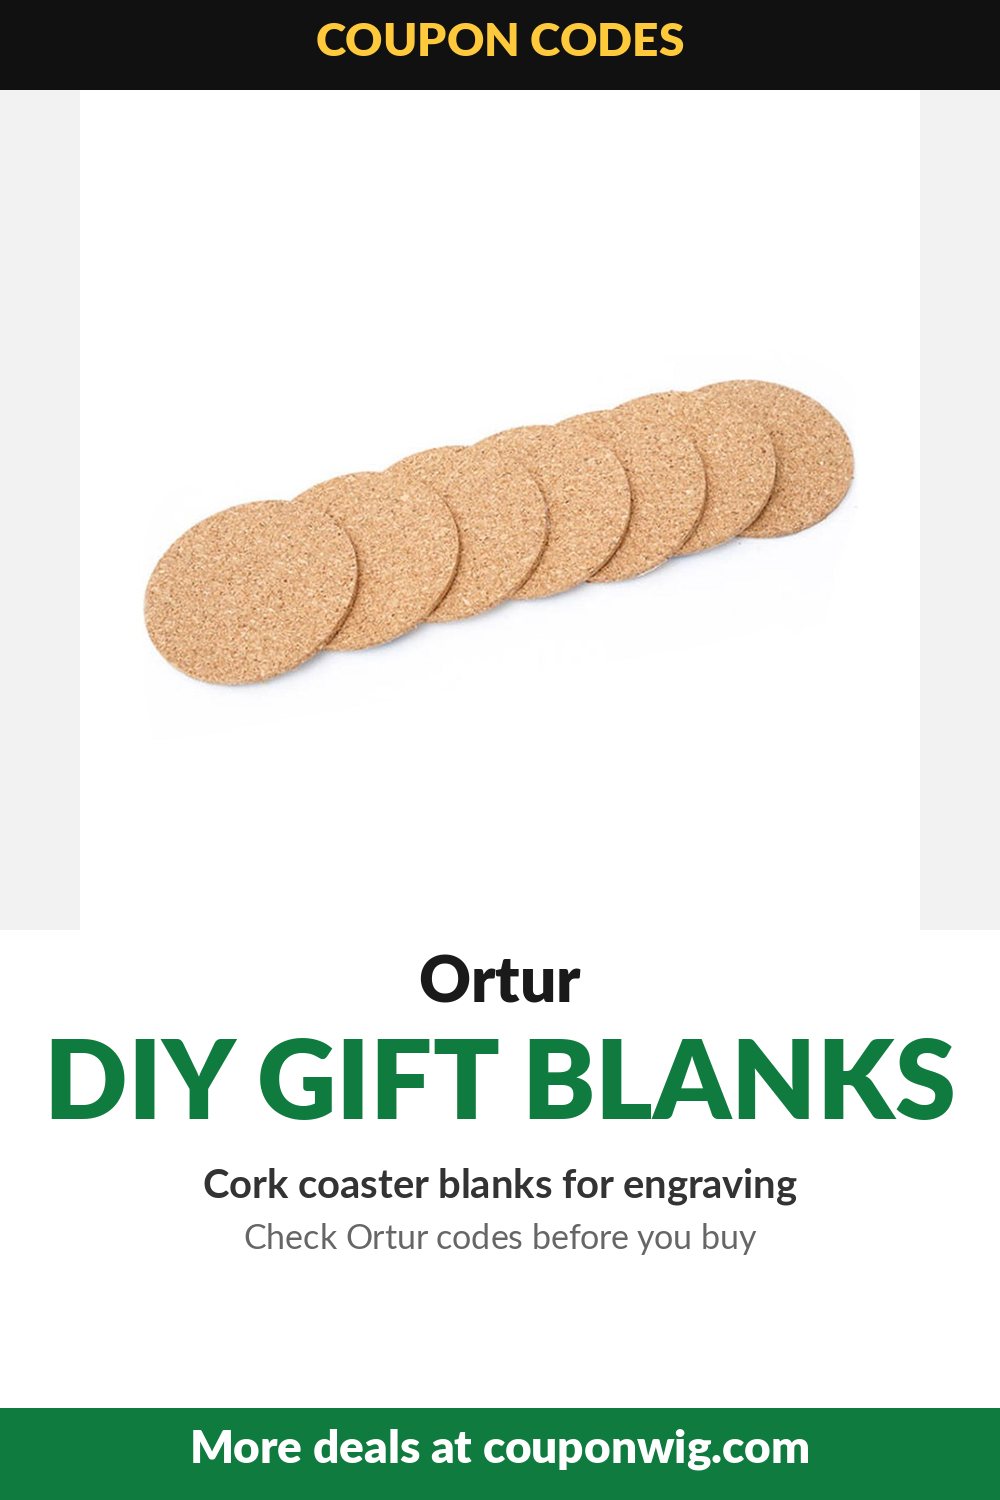 COUPON CODES
Ortur
DIY GIFT BLANKS
Cork coaster blanks for engraving
Check Ortur codes before you buy
More deals at couponwig.com